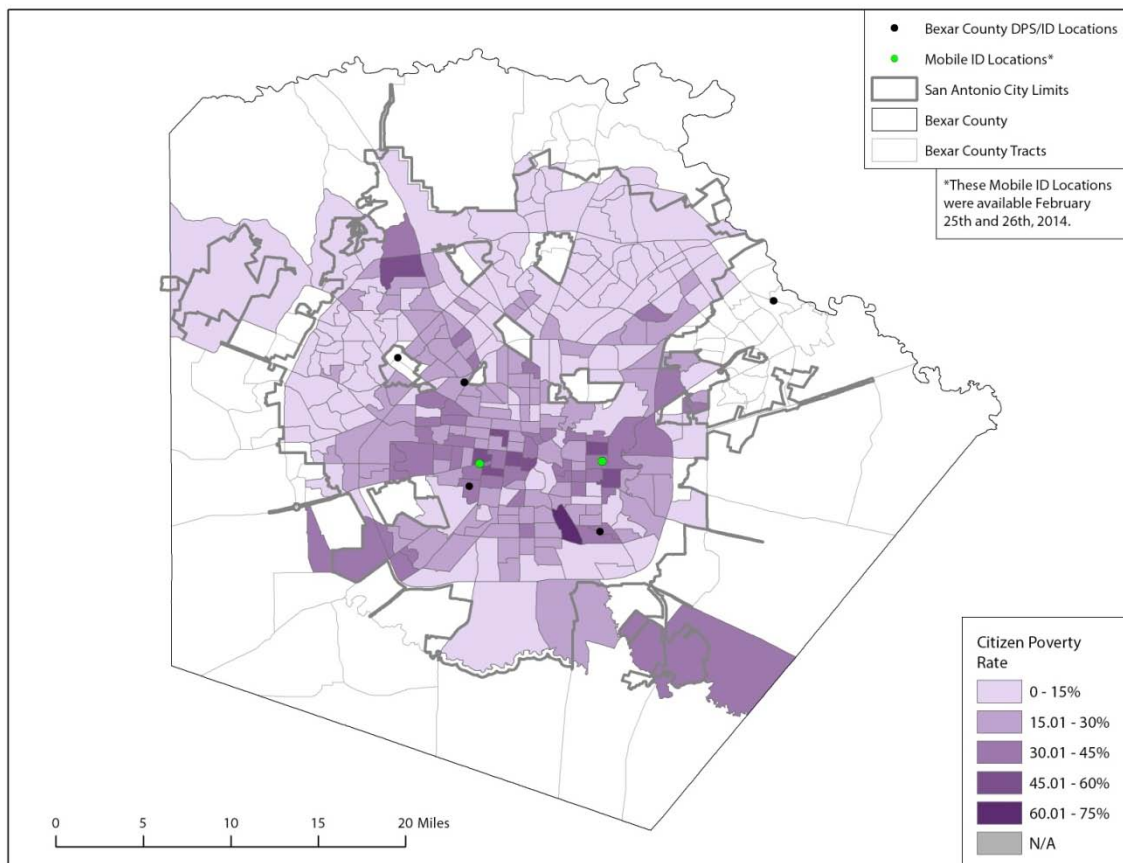 Bexar County DPS/ID Locations
Mobile ID Locations*
San Antonio City Limits
Bexar County
Bexar County Tracts
*These Mobile ID Locations
were available February
25th and 26th, 2014.
Citizen Poverty
Rate
0 - 15%
15.01 - 30%
30.01 - 45%
45.01 - 60%
60.01 - 75%
N/A
0 5 10 15 20 Miles